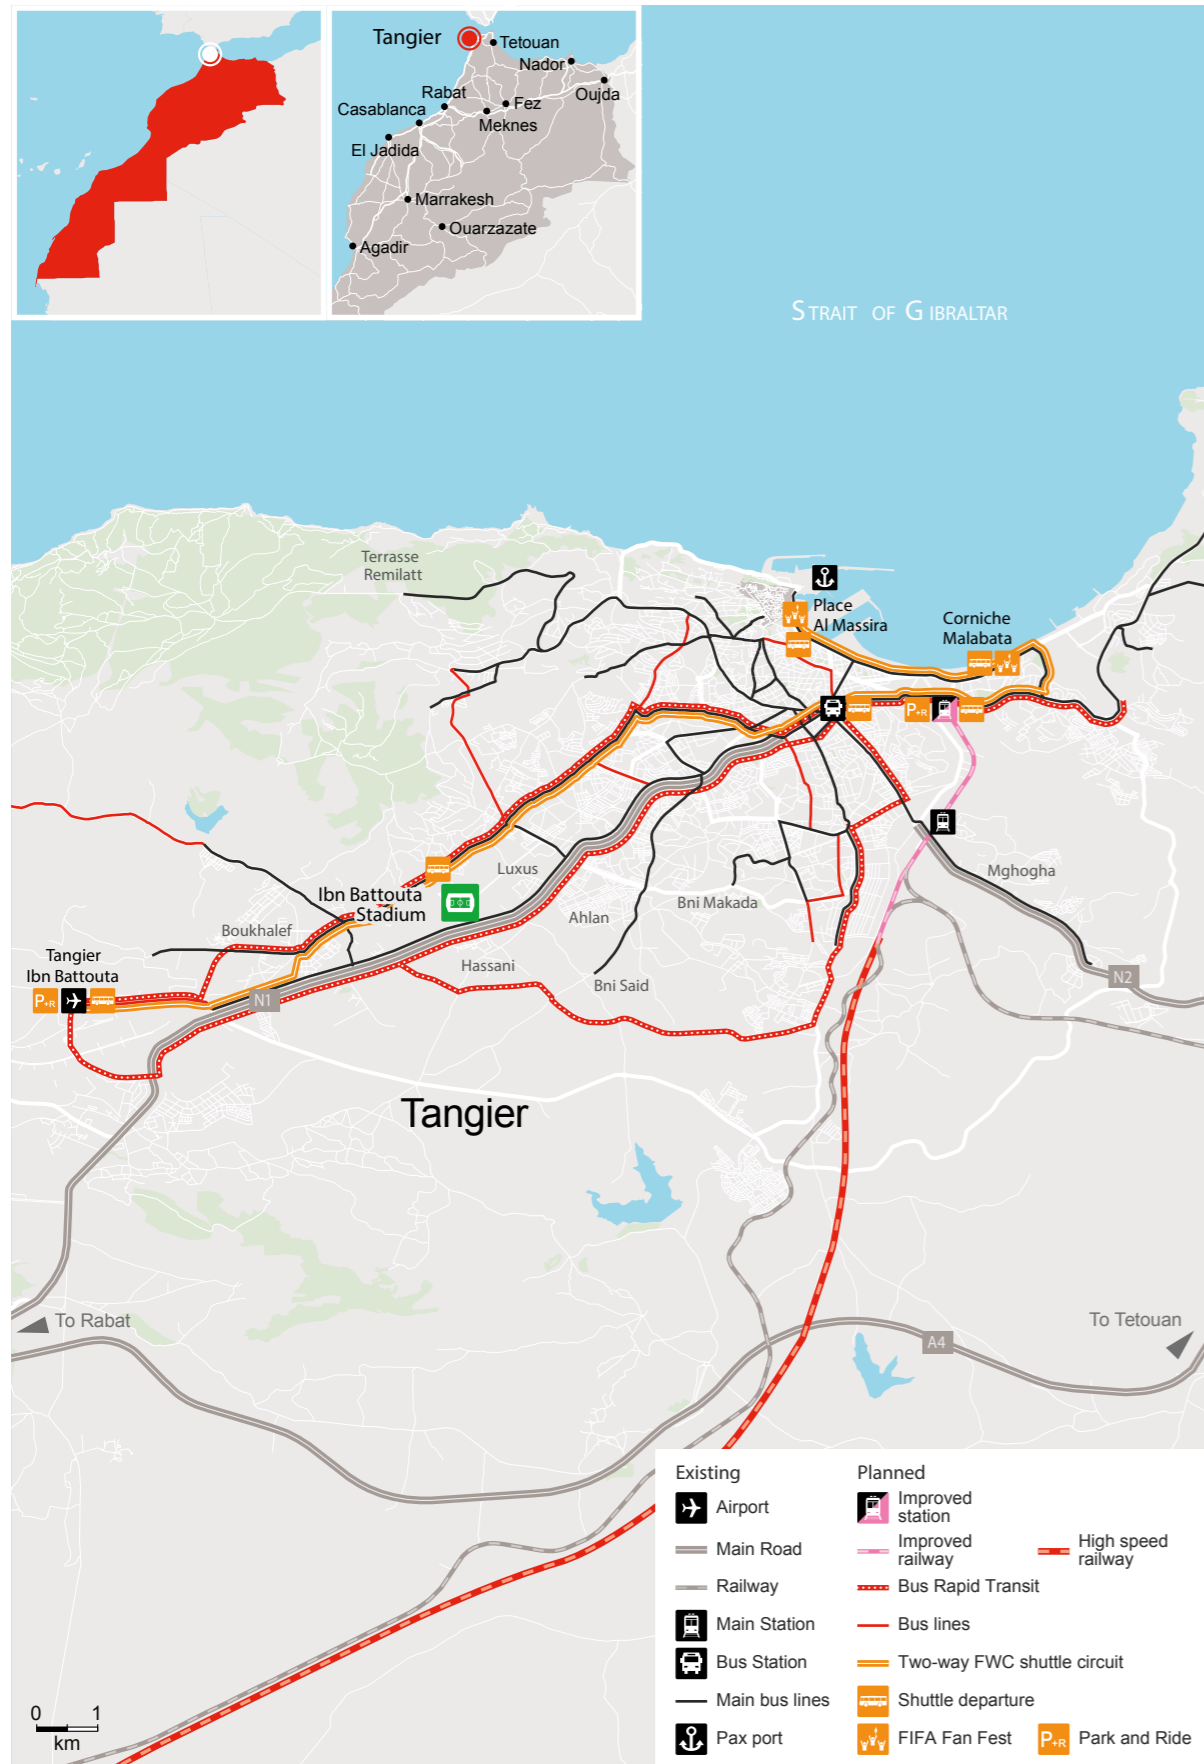 Tangier
Tetouan
Nador
Oujda
Rabat
Fez
Casablanca
Meknes
El Jadida
Marrakesh
Ouarzazate
Agadir
STRAIT OF GIBRALTAR
Terrasse
Remilatt
Place
Al Massira
Corniche
Malabata
P+R
Luxus
Ibn Battouta
Stadium
Mghogha
Bni Makada
Ahlan
Boukhalef
Hassani
Bni Said
Tangier
Ibn Battouta
P+R
N1
N2
Tangier
To Rabat
To Tetouan
A4
Existing
Airport
Main Road
Railway
Main Station
Bus Station
Main bus lines
Pax port
Planned
Improved
station
Improved
railway
High speed
railway
Bus Rapid Transit
Bus lines
Two-way FWC shuttle circuit
Shuttle departure
FIFA Fan Fest
P+R
Park and Ride
0 1
km